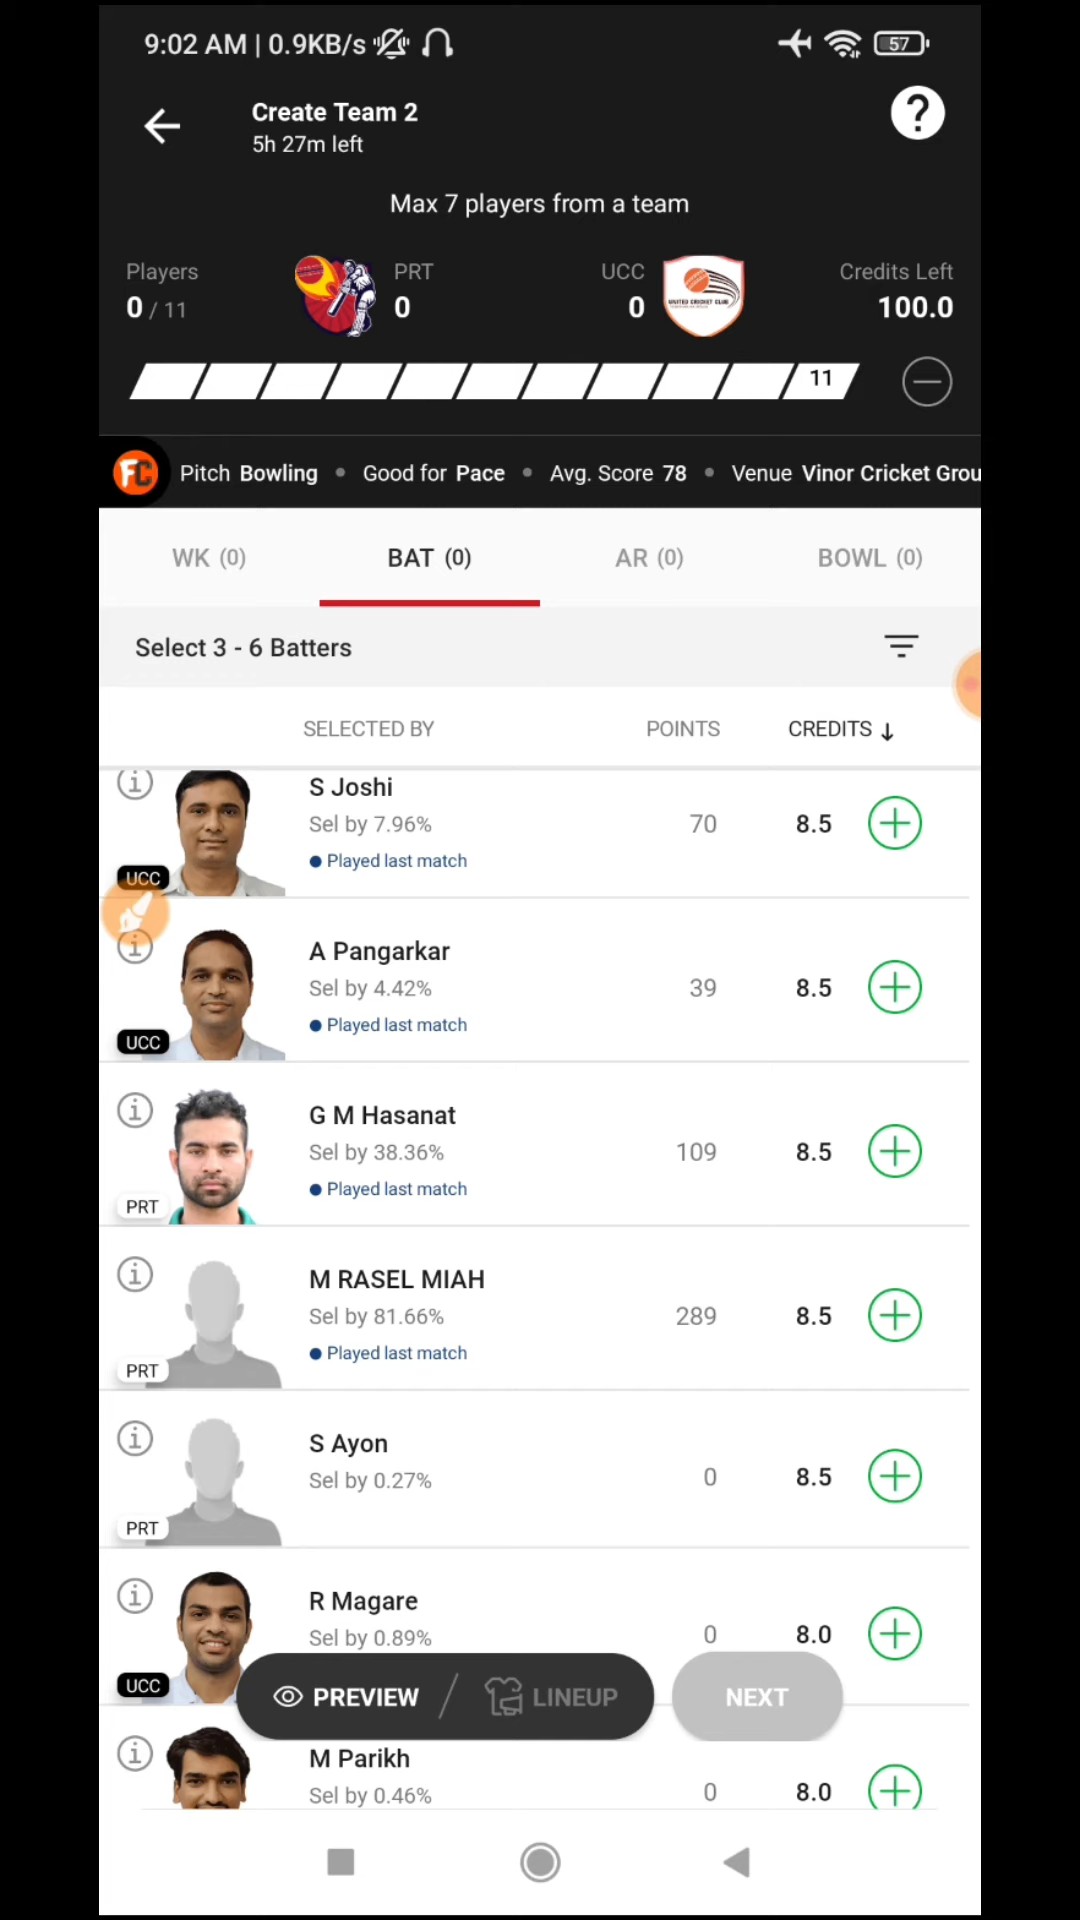 9:02 AM | 0.9KB/s
57
Create Team 2
5h 27m left
?
Max 7 players from a team
Players
0 / 11
PRT
0
UCC
0
UNITED CRICKET CLUB
Credits Left
100.0
11
FC Pitch Bowling • Good for Pace • Avg. Score 78 • Venue Vinor Cricket Grou
WK (0) BAT (0) AR (0) BOWL (0)
Select 3 - 6 Batters
SELECTED BY POINTS CREDITS ↓
S Joshi
Sel by 7.96% 70 8.5
Played last match
UCC
A Pangarkar
Sel by 4.42% 39 8.5
Played last match
UCC
G M Hasanat
Sel by 38.36% 109 8.5
Played last match
PRT
M RASEL MIAH
Sel by 81.66% 289 8.5
Played last match
PRT
S Ayon
Sel by 0.27% 0 8.5
PRT
R Magare
Sel by 0.89% 0 8.0
UCC
PREVIEW / LINEUP NEXT
M Parikh
Sel by 0.46% 0 8.0